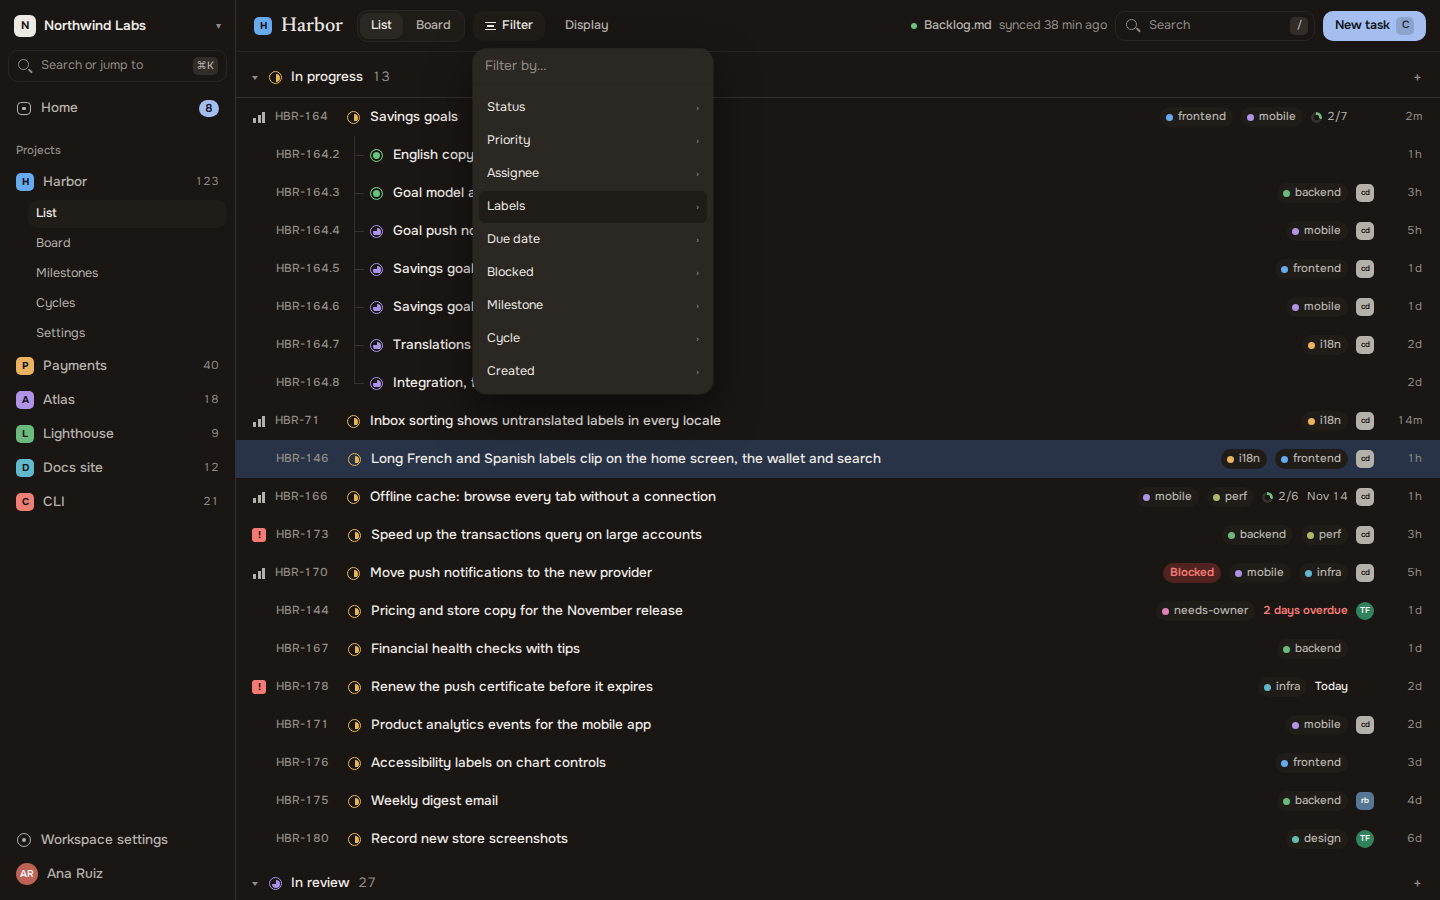 N Northwind Labs
Search or jump to ⌘K
Home 8
Projects
H Harbor 123
List
Board
Milestones
Cycles
Settings
P Payments 40
A Atlas 18
L Lighthouse 9
D Docs site 12
C CLI 21
Workspace settings
AR Ana Ruiz
H Harbor List Board Filter Display Backlog.md synced 38 min ago Search / New task C
Filter by...
Status
Priority
Assignee
Labels
Due date
Blocked
Milestone
Cycle
Created
In progress 13 +
HBR-164 Savings goals frontend mobile 2/7 2m
HBR-164.2 English copy 1h
HBR-164.3 Goal model backend cd 3h
HBR-164.4 Goal push mobile cd 5h
HBR-164.5 Savings goal frontend cd 1d
HBR-164.6 Savings goal mobile cd 1d
HBR-164.7 Translations i18n cd 2d
HBR-164.8 Integration, 2d
HBR-71 Inbox sorting shows untranslated labels in every locale i18n cd 14m
HBR-146 Long French and Spanish labels clip on the home screen, the wallet and search i18n frontend cd 1h
HBR-166 Offline cache: browse every tab without a connection mobile perf 2/6 Nov 14 cd 1h
! HBR-173 Speed up the transactions query on large accounts backend perf cd 3h
HBR-170 Move push notifications to the new provider Blocked mobile infra cd 5h
HBR-144 Pricing and store copy for the November release needs-owner 2 days overdue TF 1d
HBR-167 Financial health checks with tips backend 1d
! HBR-178 Renew the push certificate before it expires infra Today 2d
HBR-171 Product analytics events for the mobile app mobile cd 2d
HBR-176 Accessibility labels on chart controls frontend 3d
HBR-175 Weekly digest email backend rb 4d
HBR-180 Record new store screenshots design TF 6d
In review 27 +